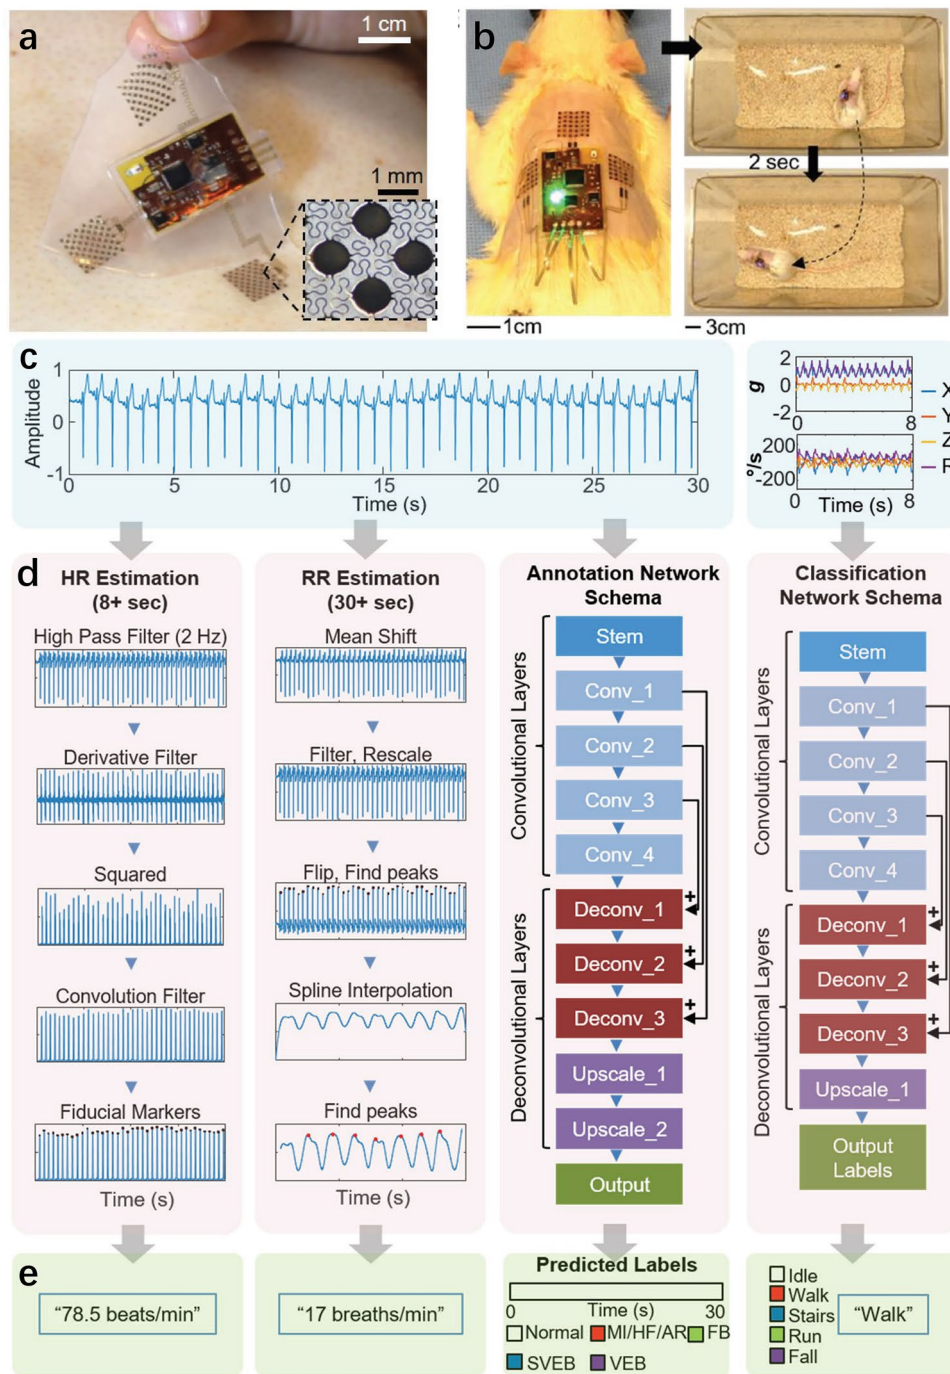 a
1 cm
1 mm
b
2 sec
1cm
3cm
c
Amplitude
1
0
-1
0
5
10
15
20
25
30
Time (s)
g
2
0
-2
°/s
200
-200
0
8
Time (s)
X
Y
Z
R
d
HR Estimation
(8+ sec)
High Pass Filter (2 Hz)
Derivative Filter
Squared
Convolution Filter
Fiducial Markers
Time (s)
RR Estimation
(30+ sec)
Mean Shift
Filter, Rescale
Flip, Find peaks
Spline Interpolation
Find peaks
Time (s)
Annotation Network
Schema
Convolutional Layers
Deconvolutional Layers
Stem
Conv_1
Conv_2
Conv_3
Conv_4
Deconv_1
+
Deconv_2
+
Deconv_3
+
Upscale_1
Upscale_2
Output
Classification
Network Schema
Convolutional Layers
Deconvolutional Layers
Stem
Conv_1
Conv_2
Conv_3
Conv_4
Deconv_1
+
Deconv_2
+
Deconv_3
+
Upscale_1
Output
Labels
e
“78.5 beats/min”
“17 breaths/min”
Predicted Labels
0
Time (s)
30
Normal
MI/HF/AR
FB
SVEB
VEB
Idle
Walk
Stairs
Run
Fall
“Walk”